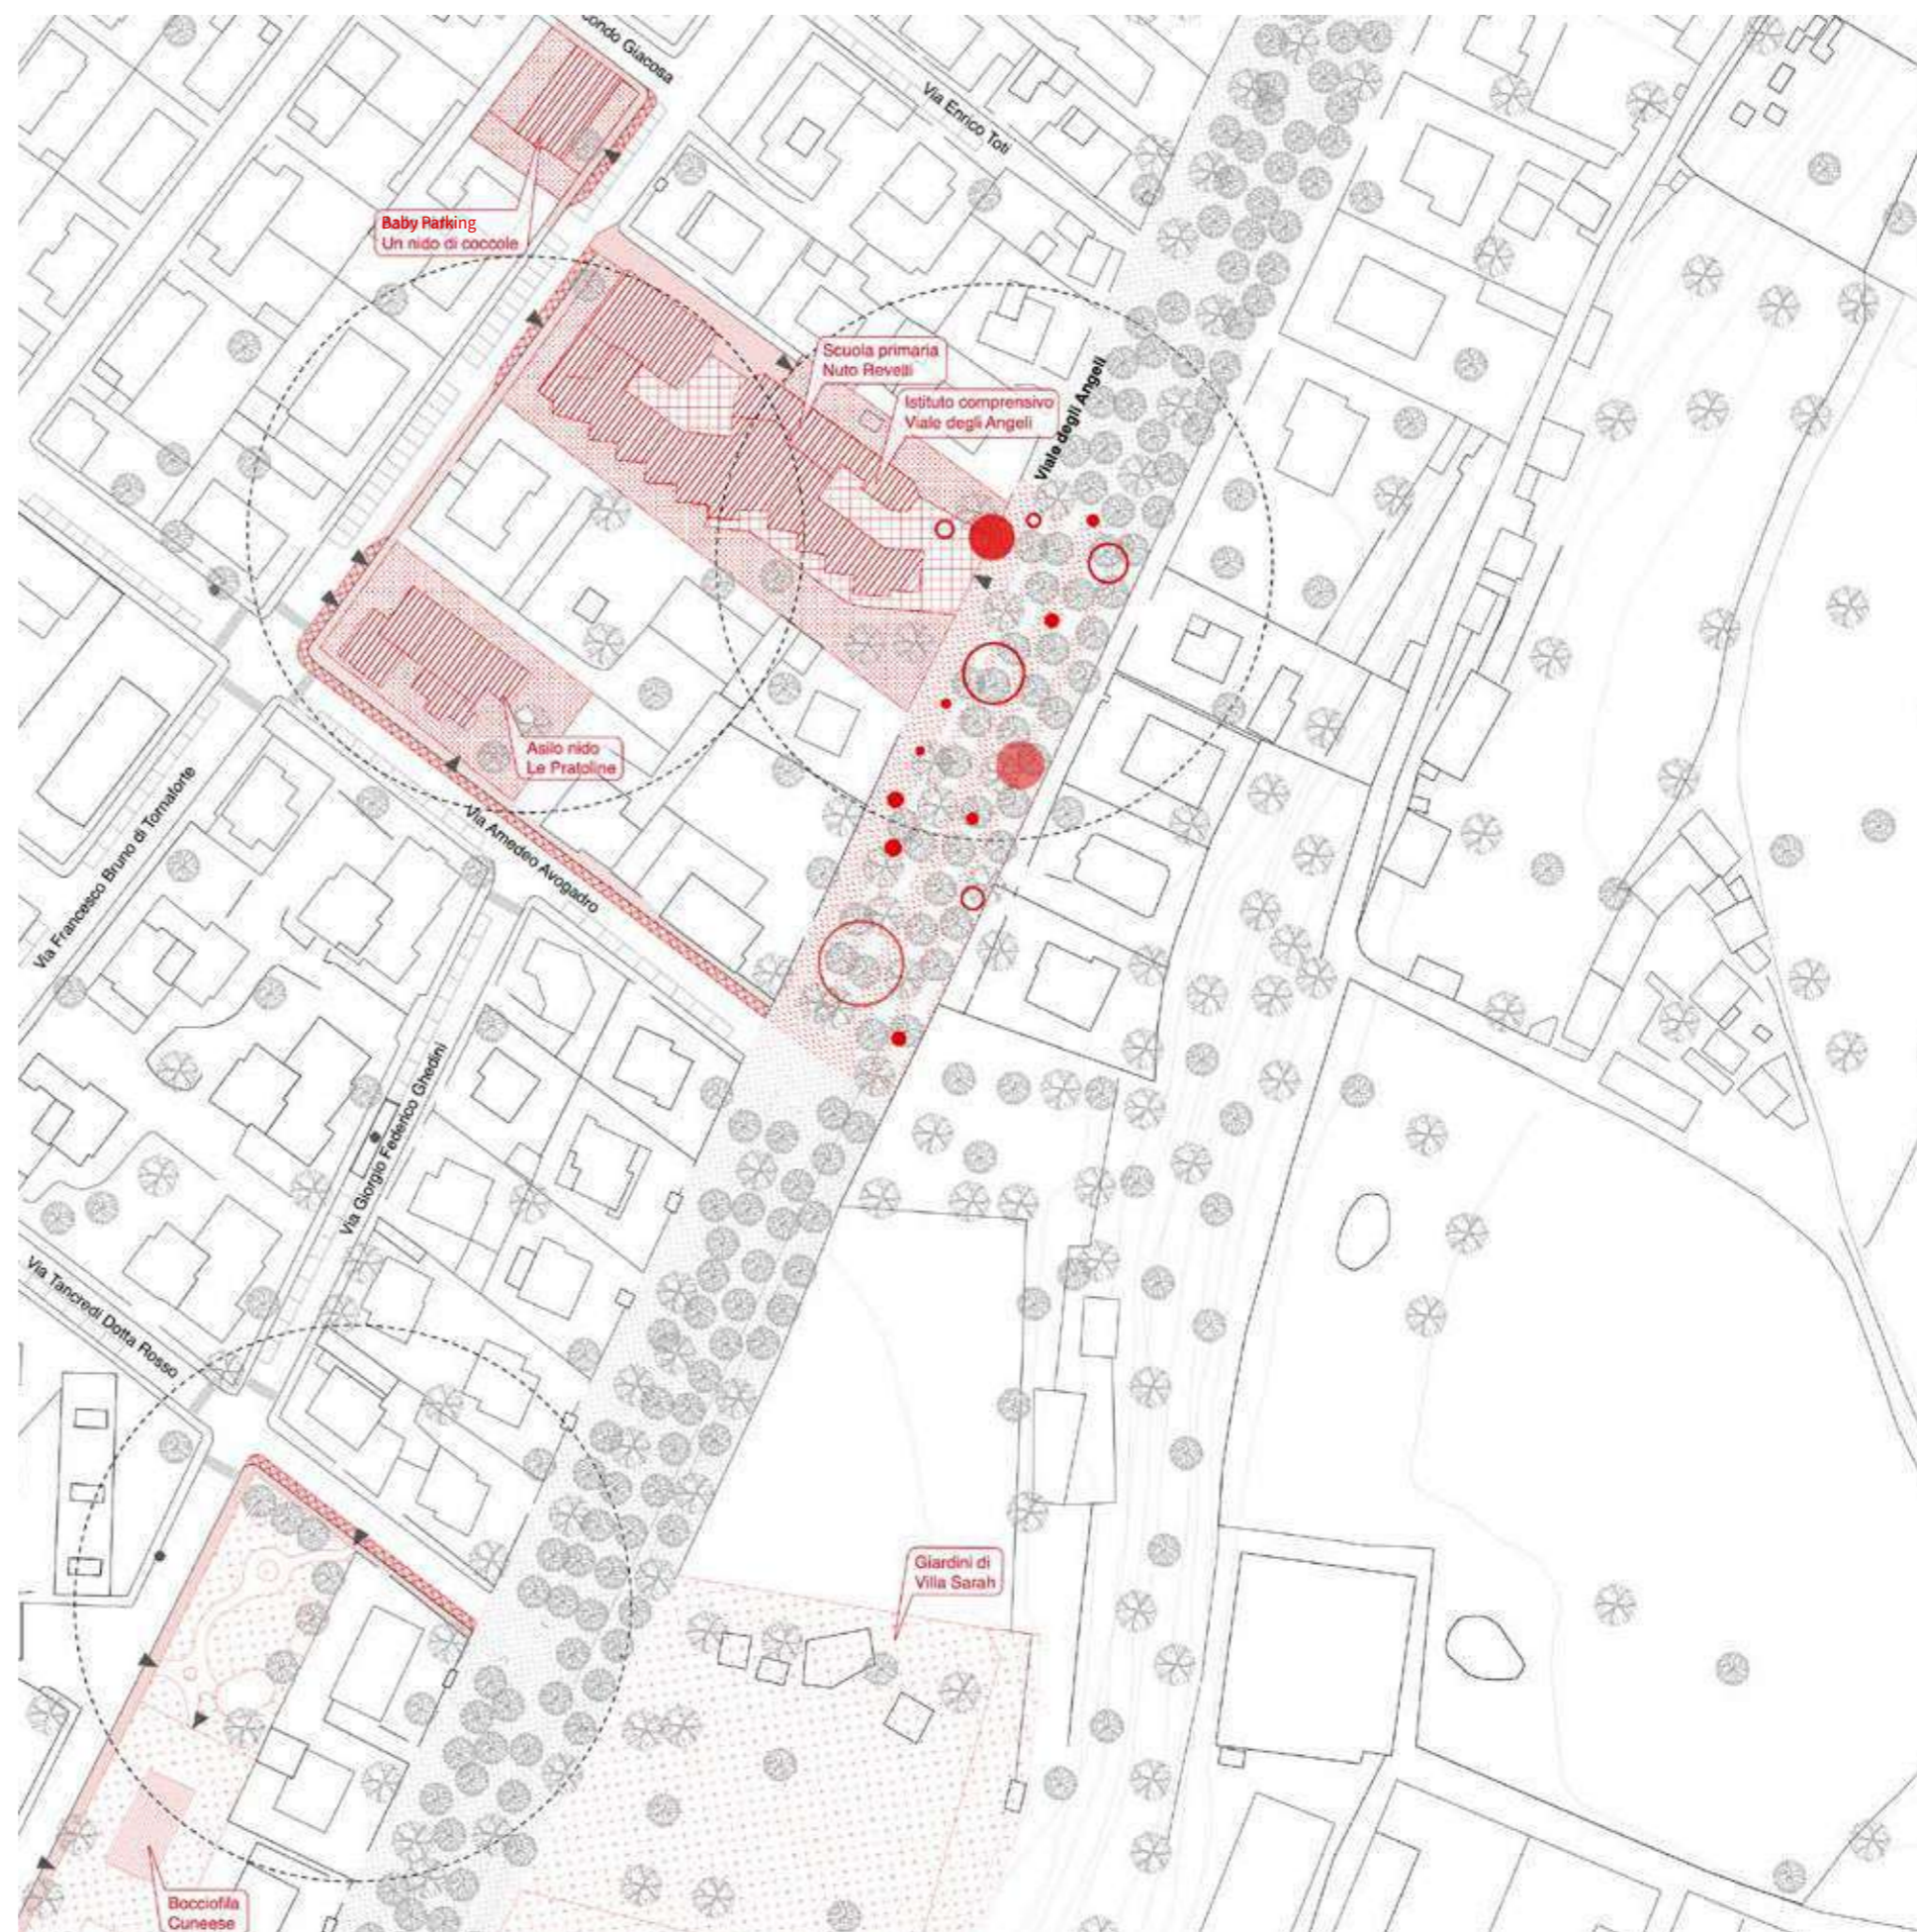 ondo Giacosa
Via Enrico Toti
Baby Parking
Un nido di coccole
Scuola primaria
Nuto Revelli
Istituto comprensivo
Viale degli Angeli
Viale degli Angeli
Asilo nido
Le Pratoline
Via Amedeo Avogadro
Via Francesco Bruno di Tornaforte
Via Giorgio Federico Ghedini
Via Tancredi Dotta Rosso
Giardini di
Villa Sarah
Bocciofila
Cuneese